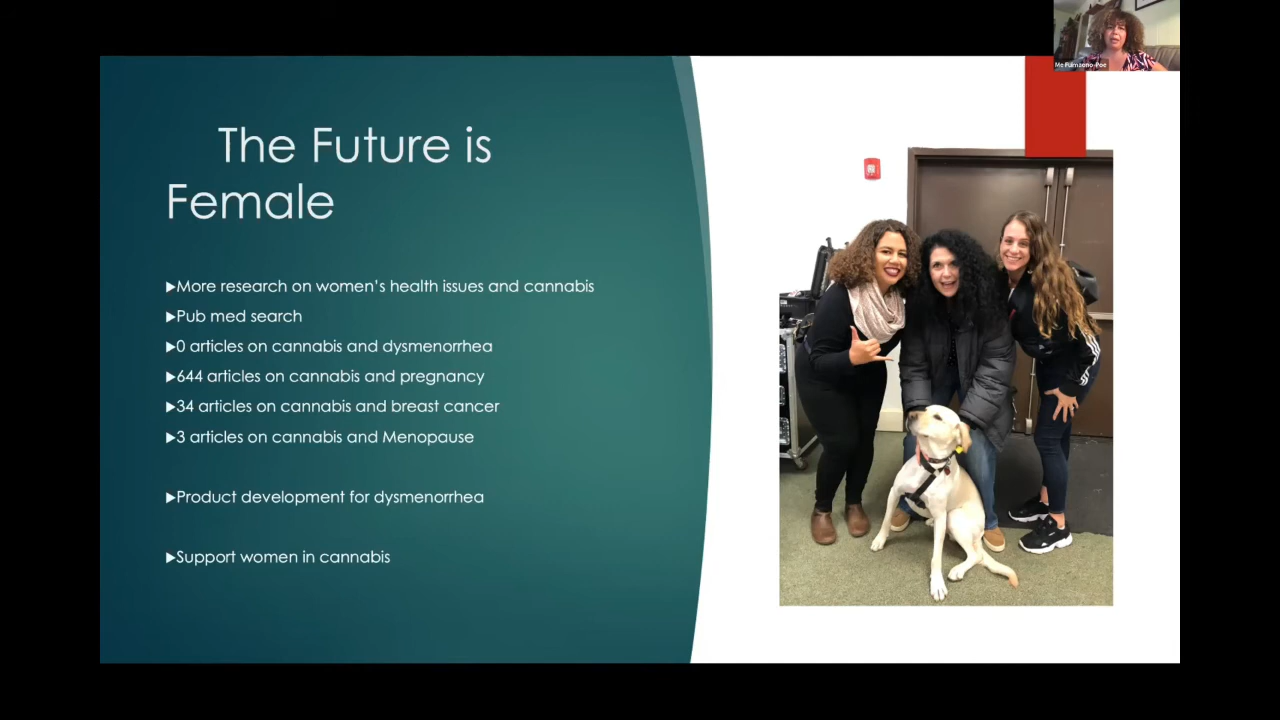 The Future is
Female
▶More research on women's health issues and cannabis
▶Pub med search
▶0 articles on cannabis and dysmenorrhea
▶644 articles on cannabis and pregnancy
▶34 articles on cannabis and breast cancer
▶3 articles on cannabis and Menopause
▶Product development for dysmenorrhea
▶Support women in cannabis